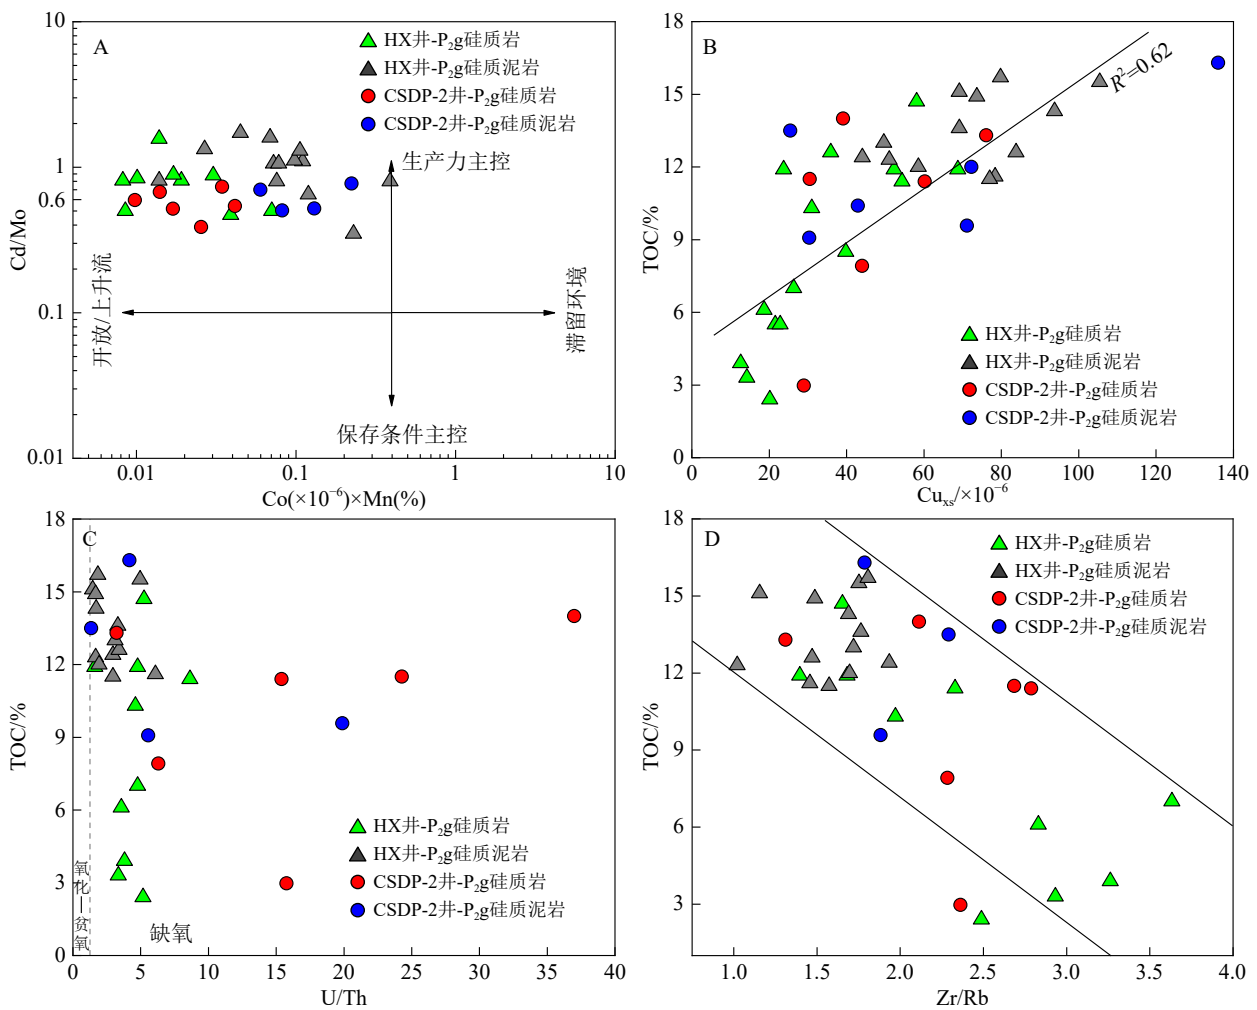 A
HX井-P₂g硅质岩
HX井-P₂g硅质泥岩
CSDP-2井-P₂g硅质岩
CSDP-2井-P₂g硅质泥岩
生产力主控
开放/上升流
滞留环境
保存条件主控
10
1
0.6
0.1
0.01
Cd/Mo
0.01 0.1 1 10
Co(×10⁻⁶)×Mn(%)
B
R²=0.62
HX井-P₂g硅质岩
HX井-P₂g硅质泥岩
CSDP-2井-P₂g硅质岩
CSDP-2井-P₂g硅质泥岩
18
15
12
9
6
3
0
TOC/%
0 20 40 60 80 100 120 140
Cuₓₛ/×10⁻⁶
C
HX井-P₂g硅质岩
HX井-P₂g硅质泥岩
CSDP-2井-P₂g硅质岩
CSDP-2井-P₂g硅质泥岩
氧化—贫氧
缺氧
18
15
12
9
6
3
0
TOC/%
0 5 10 15 20 25 30 35 40
U/Th
D
HX井-P₂g硅质岩
HX井-P₂g硅质泥岩
CSDP-2井-P₂g硅质岩
CSDP-2井-P₂g硅质泥岩
18
15
12
9
6
3
TOC/%
1.0 1.5 2.0 2.5 3.0 3.5 4.0
Zr/Rb